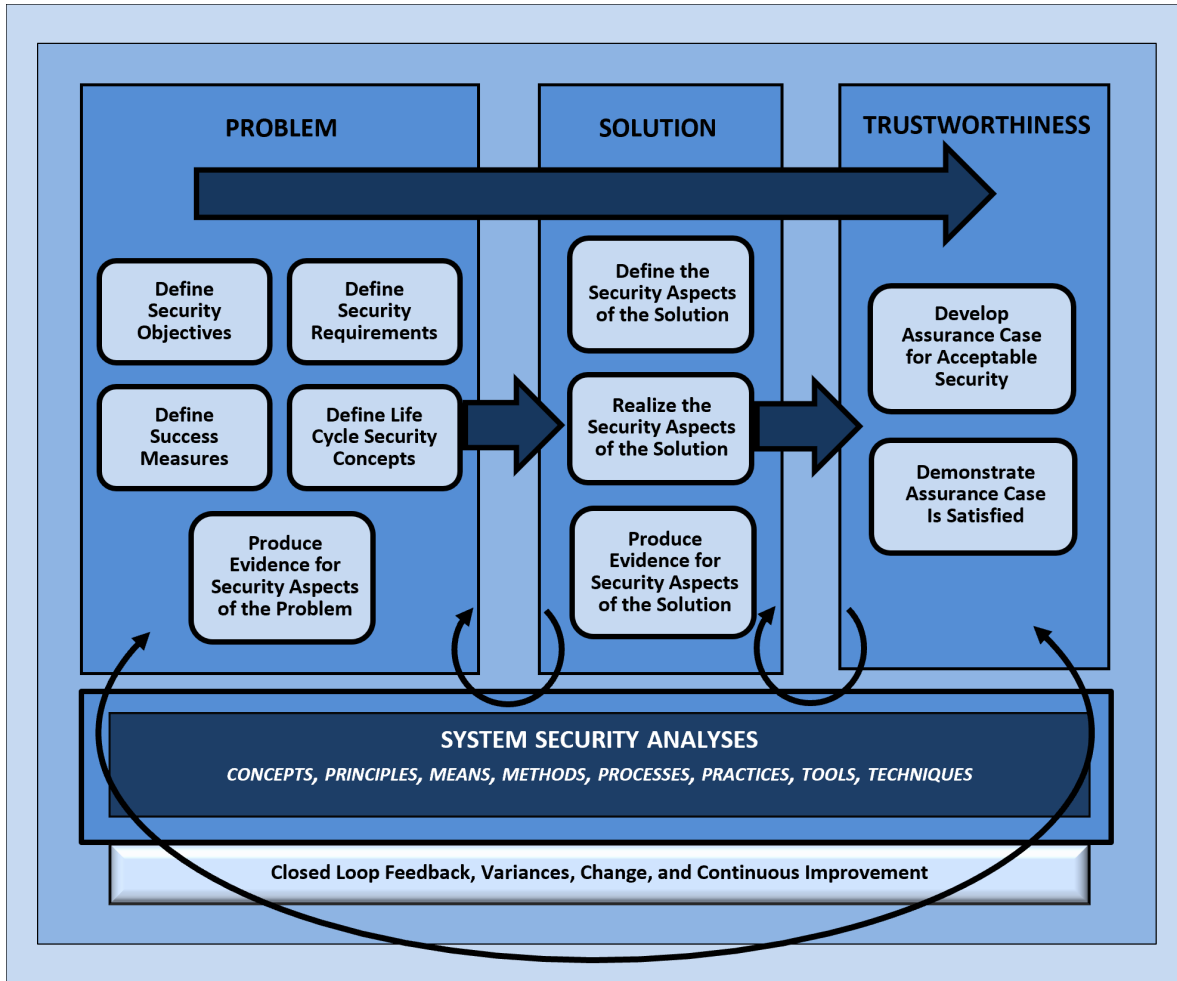 PROBLEM
Define
Security
Objectives
Define
Security
Requirements
Define
Success
Measures
Define Life
Cycle Security
Concepts
Produce
Evidence for
Security Aspects
of the Problem
SOLUTION
Define the
Security Aspects
of the Solution
Realize the
Security Aspects
of the Solution
Produce
Evidence for
Security Aspects
of the Solution
TRUSTWORTHINESS
Develop
Assurance Case
for Acceptable
Security
Demonstrate
Assurance Case
Is Satisfied
SYSTEM SECURITY ANALYSES
CONCEPTS, PRINCIPLES, MEANS, METHODS, PROCESSES, PRACTICES, TOOLS, TECHNIQUES
Closed Loop Feedback, Variances, Change, and Continuous Improvement